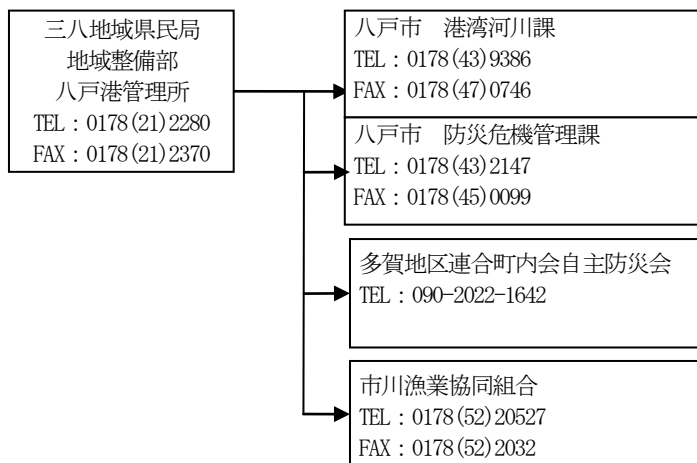 三八地域県民局
地域整備部
八戸港管理所
TEL：0178(21)2280
FAX：0178(21)2370
八戸市　港湾河川課
TEL：0178(43)9386
FAX：0178(47)0746
八戸市　防災危機管理課
TEL：0178(43)2147
FAX：0178(45)0099
多賀地区連合町内会自主防災会
TEL：090-2022-1642
市川漁業協同組合
TEL：0178(52)20527
FAX：0178(52)2032